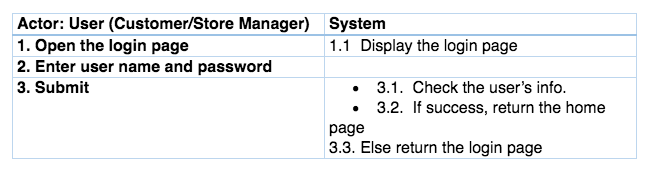 Actor: User (Customer/Store Manager) System
1. Open the login page 1.1 Display the login page
2. Enter user name and password
3. Submit • 3.1. Check the user's info.
• 3.2. If success, return the home
page
3.3. Else return the login page